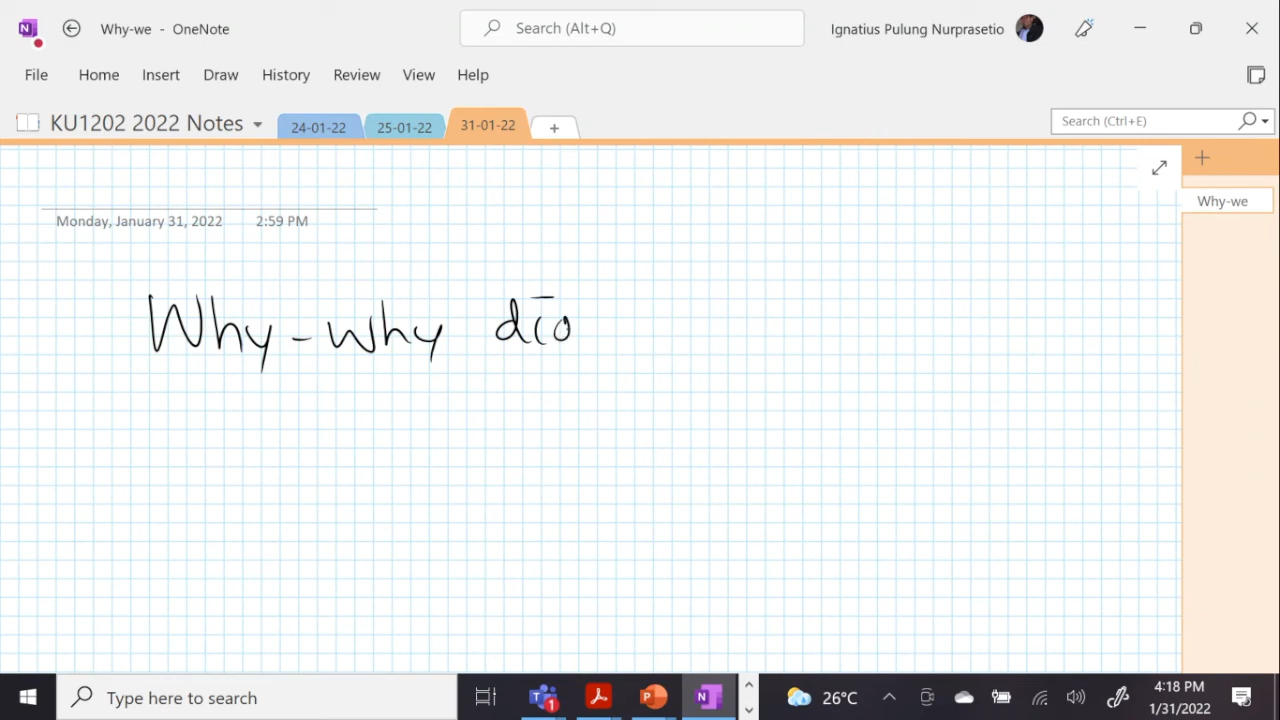 Why-we - OneNote
Search (Alt+Q)
Ignatius Pulung Nurprasetio
File Home Insert Draw History Review View Help
KU1202 2022 Notes
24-01-22
25-01-22
31-01-22
+
Search (Ctrl+E)
Why-we
Monday, January 31, 2022 2:59 PM
Why-why dio
Type here to search
1
26°C
4:18 PM
1/31/2022